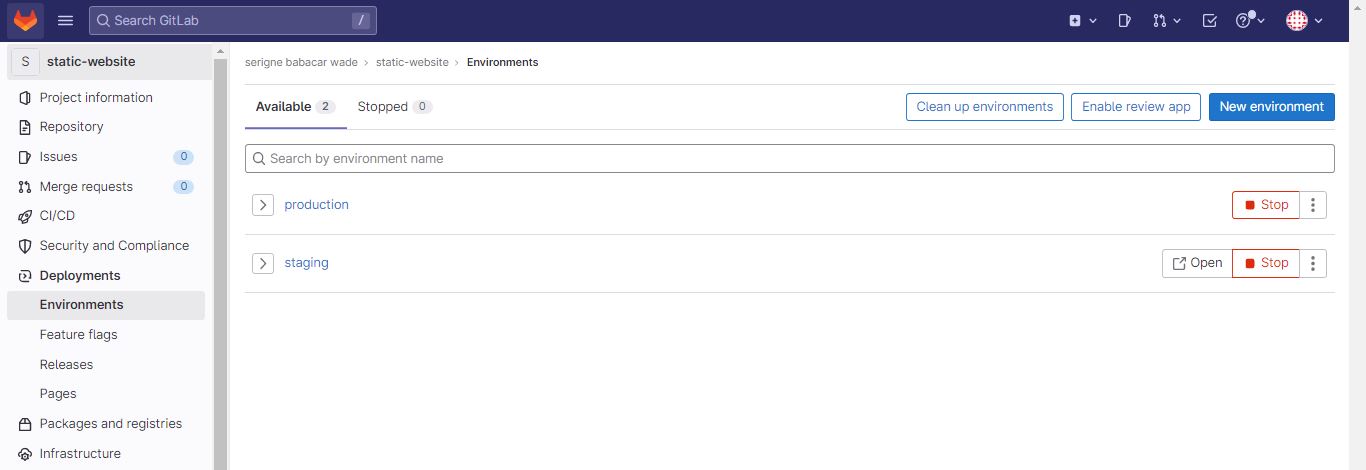 Search GitLab /
S static-website
Project information
Repository
Issues 0
Merge requests 0
CI/CD
Security and Compliance
Deployments
Environments
Feature flags
Releases
Pages
Packages and registries
Infrastructure
serigne babacar wade › static-website › Environments
Available 2 Stopped 0 Clean up environments Enable review app New environment
Search by environment name
production Stop
staging Open Stop